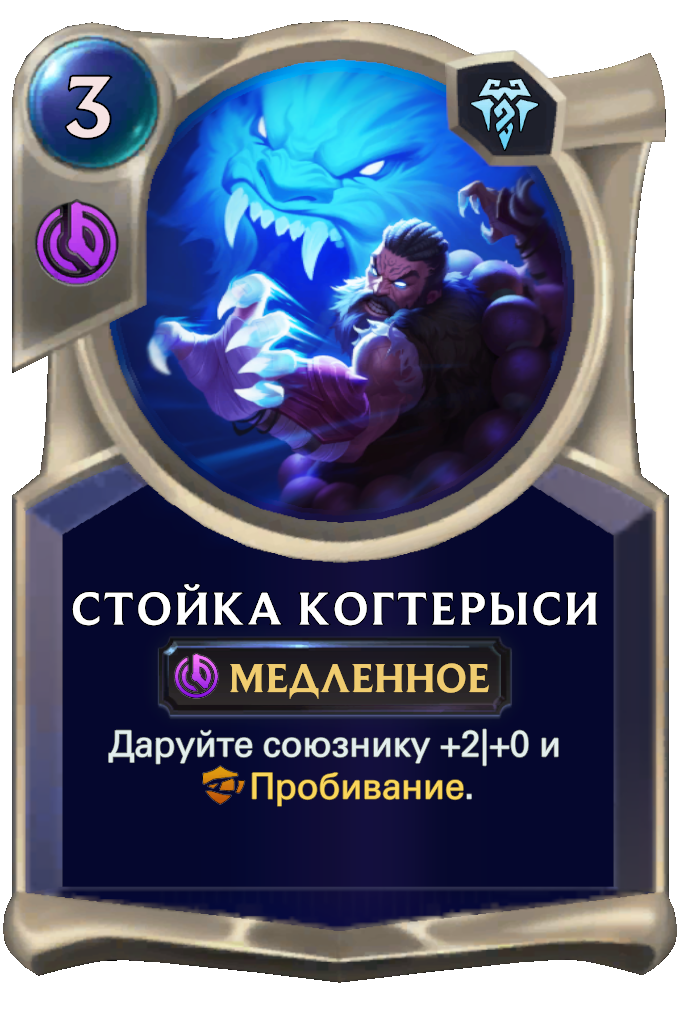 3
СТОЙКА КОГТЕРЫСИ
МЕДЛЕННОЕ
Даруйте союзнику +2|+0 и
Пробивание.